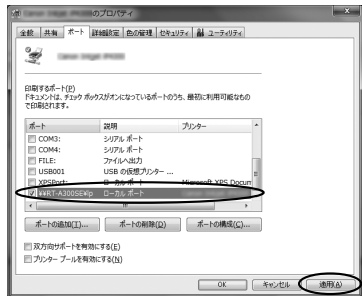 のプロパティ
全般 共有 ポート 詳細設定 色の管理 セキュリティ ユーティリティ
印刷するポート(P)
ドキュメントは、チェック ボックスがオンになっているポートのうち、最初に利用可能なもの
で印刷されます。
ポート 説明 プリンター
COM3: シリアル ポート
COM4: シリアル ポート
FILE: ファイルへ出力
USB001 USB の仮想プリンター ...
XPSPort: ローカル ポート Microsoft XPS Docum
¥¥RT-A300SE¥lp ローカル ポート
ポートの追加(T)... ポートの削除(D) ポートの構成(C)...
双方向サポートを有効にする(E)
プリンター プールを有効にする(N)
OK キャンセル 適用(A)